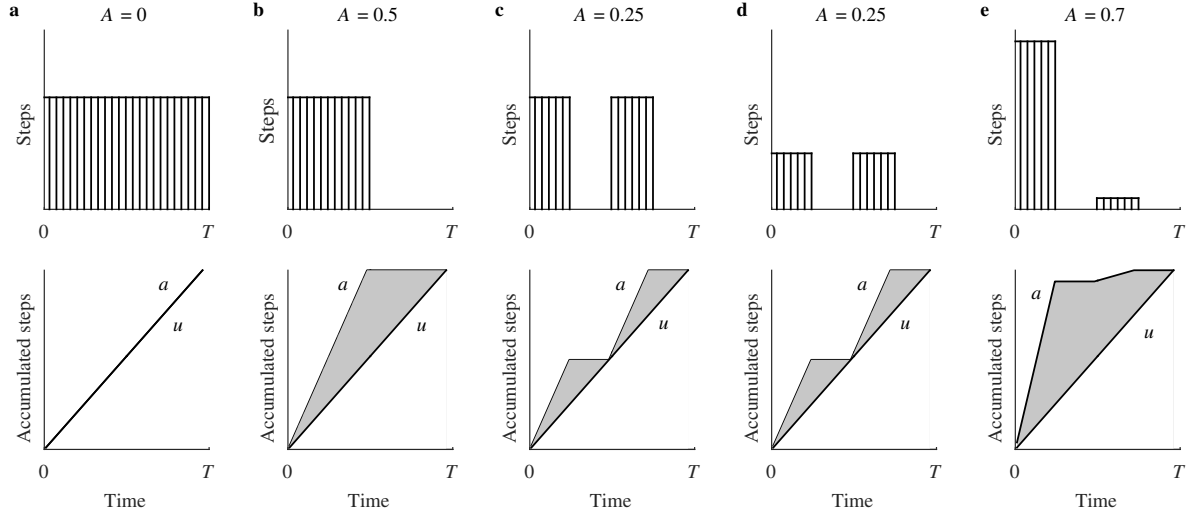 a A = 0
b A = 0.5
c A = 0.25
d A = 0.25
e A = 0.7
Steps
Steps
Steps
Steps
Steps
0 T
0 T
0 T
0 T
0 T
Accumulated steps
a
u
Accumulated steps
a
u
Accumulated steps
a
u
Accumulated steps
a
u
Accumulated steps
a
u
0 T
0 T
0 T
0 T
0 T
Time
Time
Time
Time
Time